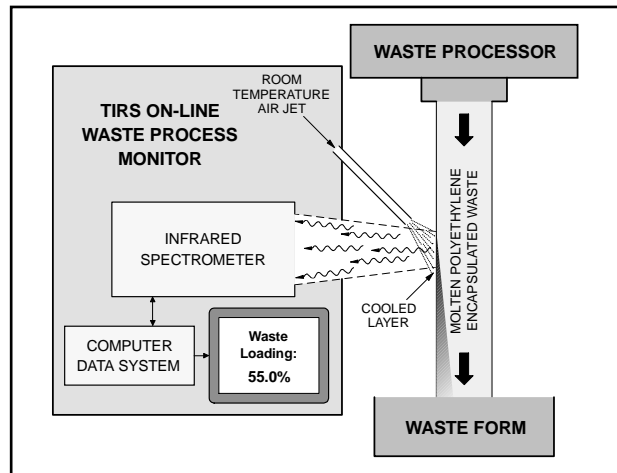 WASTE PROCESSOR
ROOM
TEMPERATURE
AIR JET
TIRS ON-LINE
WASTE PROCESS
MONITOR
INFRARED
SPECTROMETER
MOLTEN POLYETHYLENE
ENCAPSULATED WASTE
COOLED
LAYER
COMPUTER
DATA SYSTEM
Waste
Loading:
55.0%
WASTE FORM